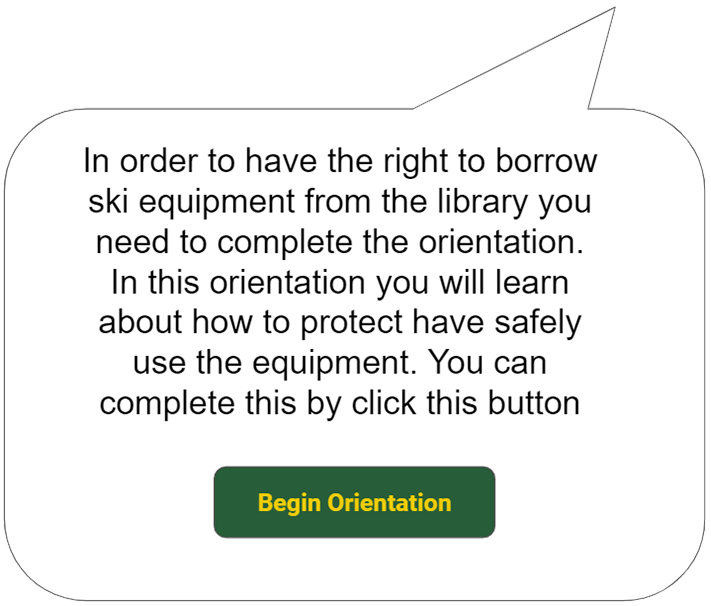 In order to have the right to borrow
ski equipment from the library you
need to complete the orientation.
In this orientation you will learn
about how to protect have safely
use the equipment. You can
complete this by click this button
Begin Orientation